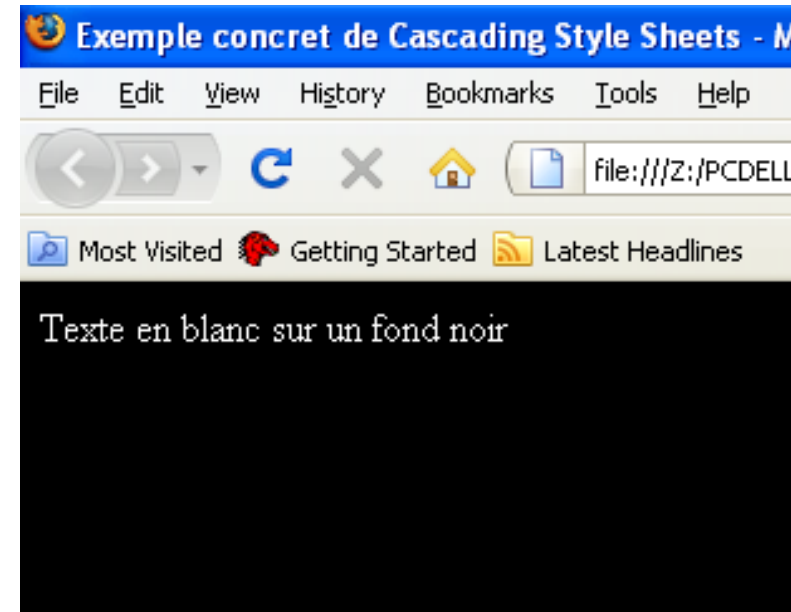 Exemple concret de Cascading Style Sheets - M
File Edit View History Bookmarks Tools Help
file:///Z:/PCDELL
Most Visited Getting Started Latest Headlines
Texte en blanc sur un fond noir